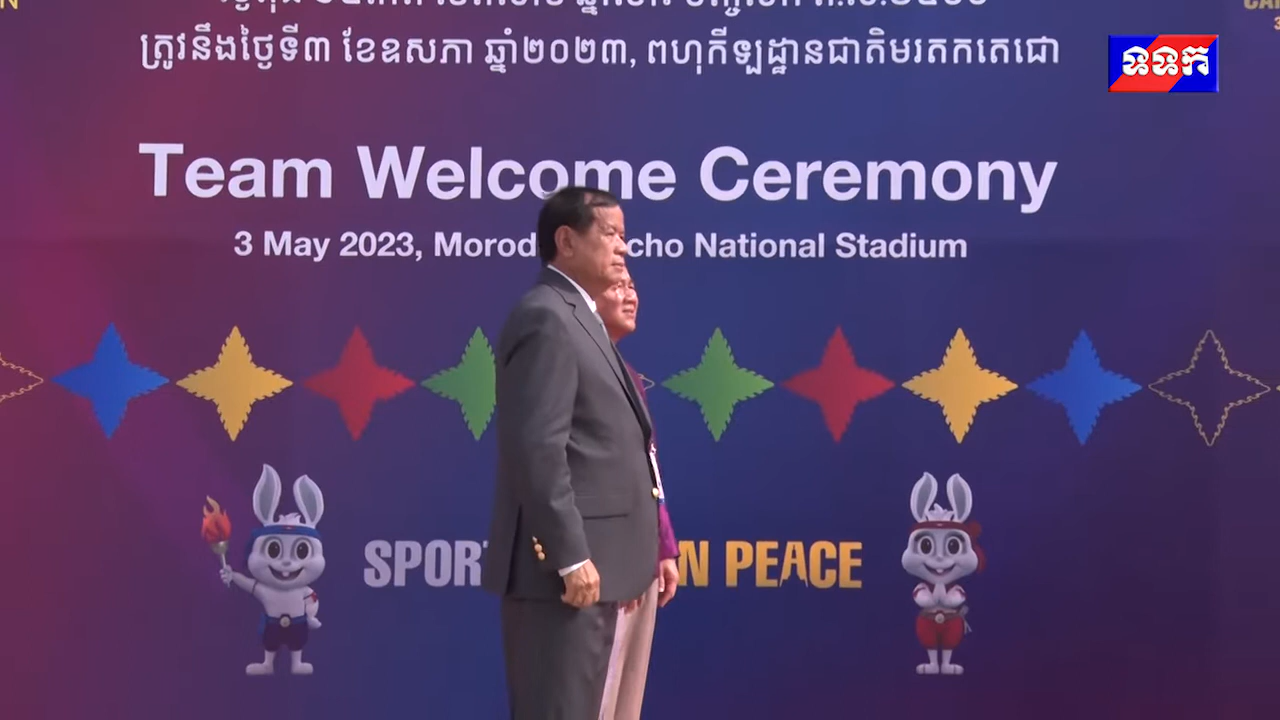 ត្រូវនឹងថ្ងៃទី៣ ខែឧសភា ឆ្នាំ២០២៣, ពហុកីឡដ្ឋានជាតិមរតកតេជោ
ទទក
Team Welcome Ceremony
3 May 2023, Morod cho National Stadium
SPORT N PEACE